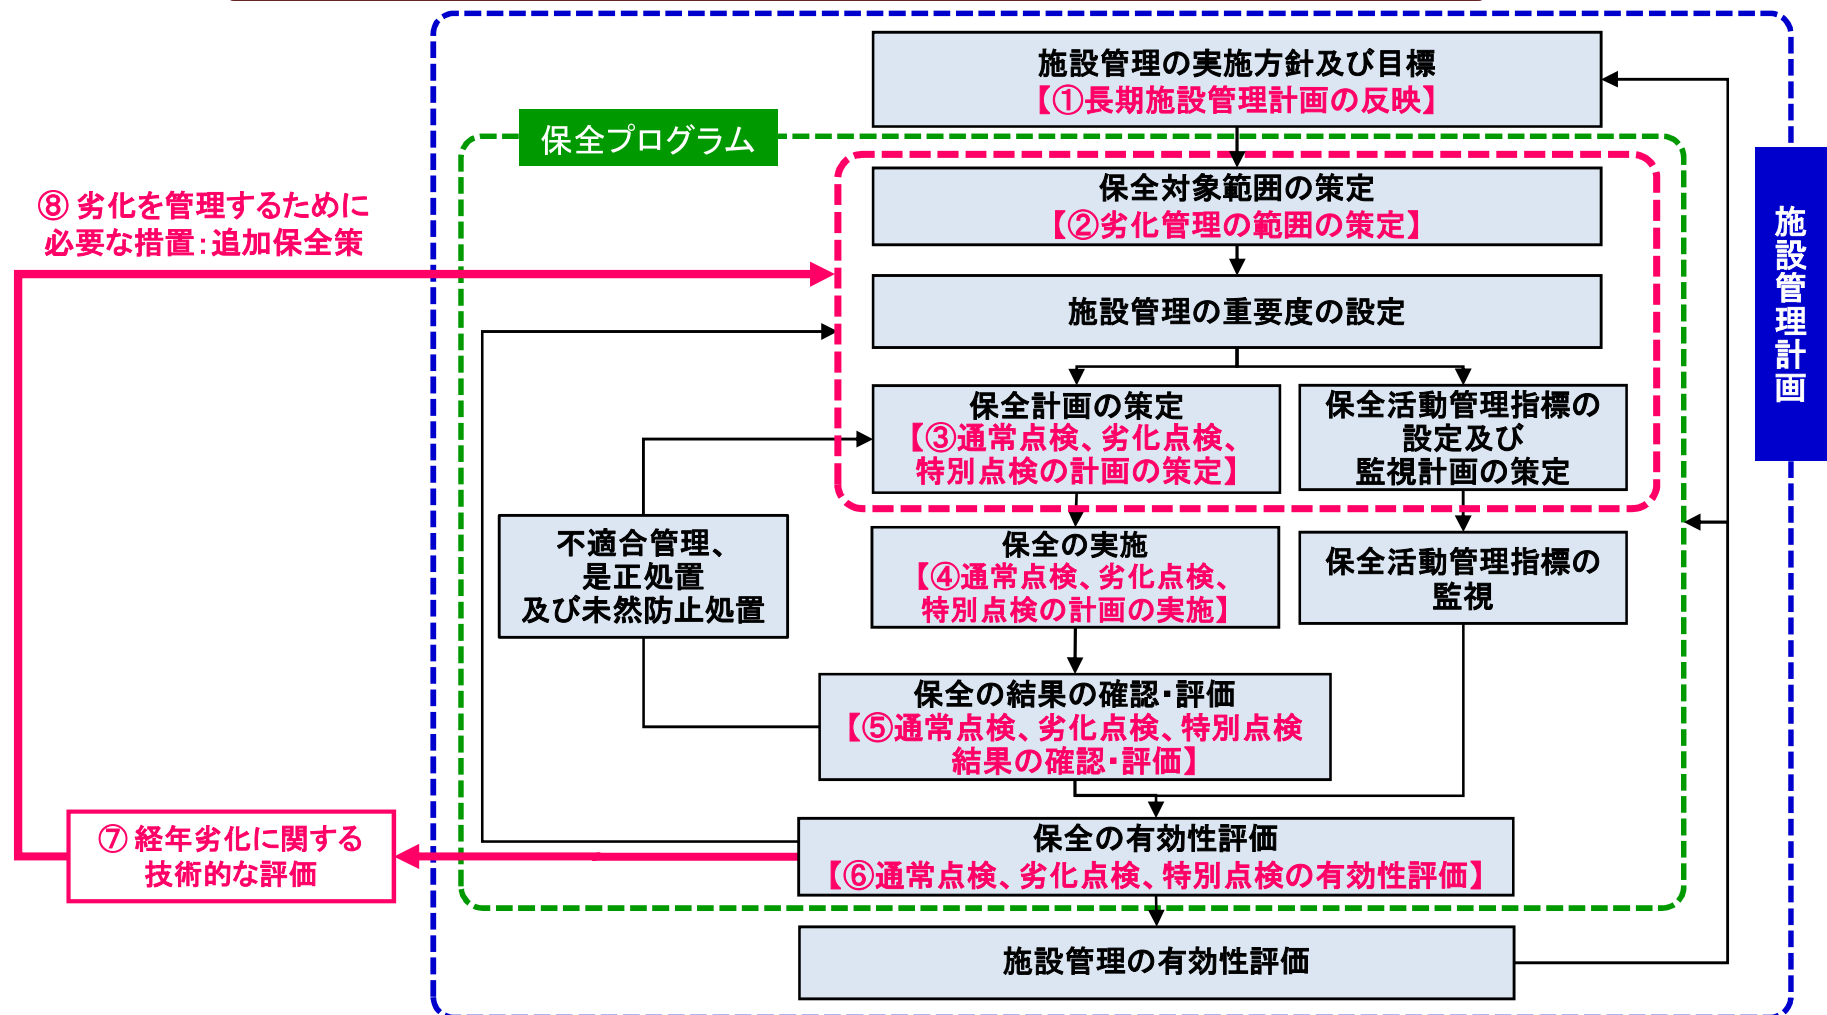 施設管理の実施方針及び目標
【①長期施設管理計画の反映】
保全プログラム
保全対象範囲の策定
【②劣化管理の範囲の策定】
⑧ 劣化を管理するために
必要な措置：追加保全策
施設管理計画
施設管理の重要度の設定
保全計画の策定
【③通常点検、劣化点検、
特別点検の計画の策定】
保全活動管理指標の
設定及び
監視計画の策定
不適合管理、
是正処置
及び未然防止処置
保全の実施
【④通常点検、劣化点検、
特別点検の計画の実施】
保全活動管理指標の
監視
保全の結果の確認・評価
【⑤通常点検、劣化点検、特別点検
結果の確認・評価】
⑦ 経年劣化に関する
技術的な評価
保全の有効性評価
【⑥通常点検、劣化点検、特別点検の有効性評価】
施設管理の有効性評価